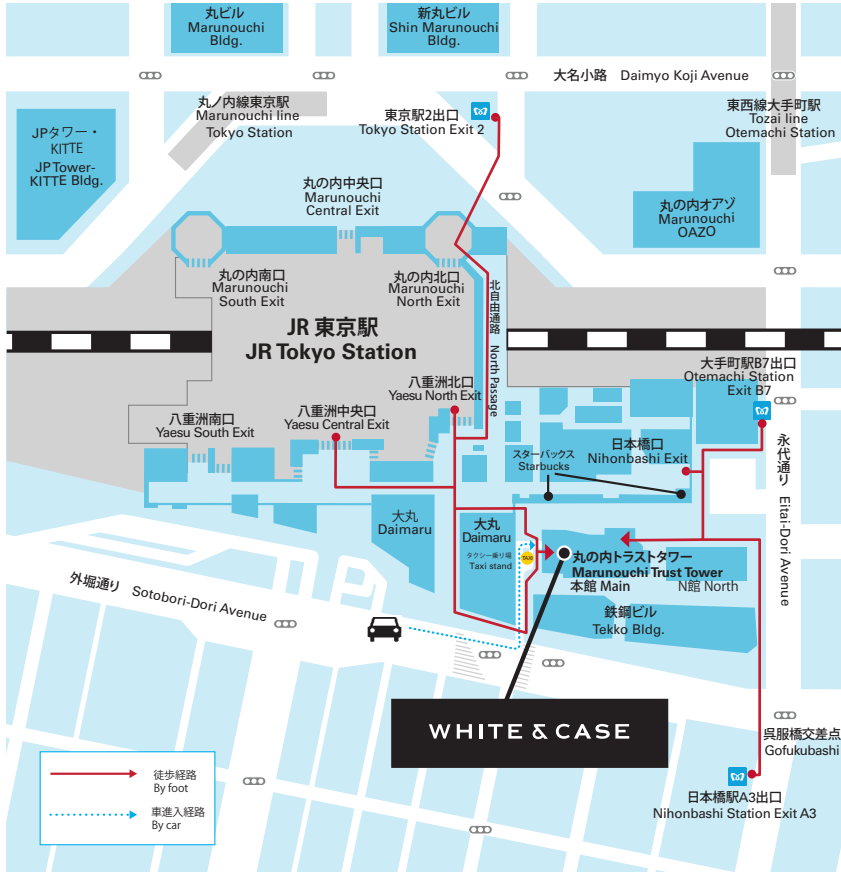 丸ビル
Marunouchi
Bldg.
新丸ビル
Shin Marunouchi
Bldg.
大名小路 Daimyo Koji Avenue
丸ノ内線東京駅
Marunouchi line
Tokyo Station
東京駅2出口
Tokyo Station Exit 2
東西線大手町駅
Tozai line
Otemachi Station
JPタワー・
KITTE
JP Tower-
KITTE Bldg.
丸の内中央口
Marunouchi
Central Exit
丸の内オアゾ
Marunouchi
OAZO
丸の内南口
Marunouchi
South Exit
丸の内北口
Marunouchi
North Exit
北自由通路 North Passage
JR 東京駅
JR Tokyo Station
大手町駅B7出口
Otemachi Station
Exit B7
八重洲北口
Yaesu North Exit
八重洲中央口
Yaesu Central Exit
八重洲南口
Yaesu South Exit
日本橋口
Nihonbashi Exit
スターバックス
Starbucks
永代通り Eitai-Dori Avenue
大丸
Daimaru
大丸
Daimaru
タクシー乗り場
Taxi stand
TAXI
丸の内トラストタワー
Marunouchi Trust Tower
本館 Main
N館 North
鉄鋼ビル
Tekko Bldg.
外堀通り Sotobori-Dori Avenue
WHITE & CASE
呉服橋交差点
Gofukubashi
日本橋駅A3出口
Nihonbashi Station Exit A3
徒歩経路
By foot
車進入経路
By car